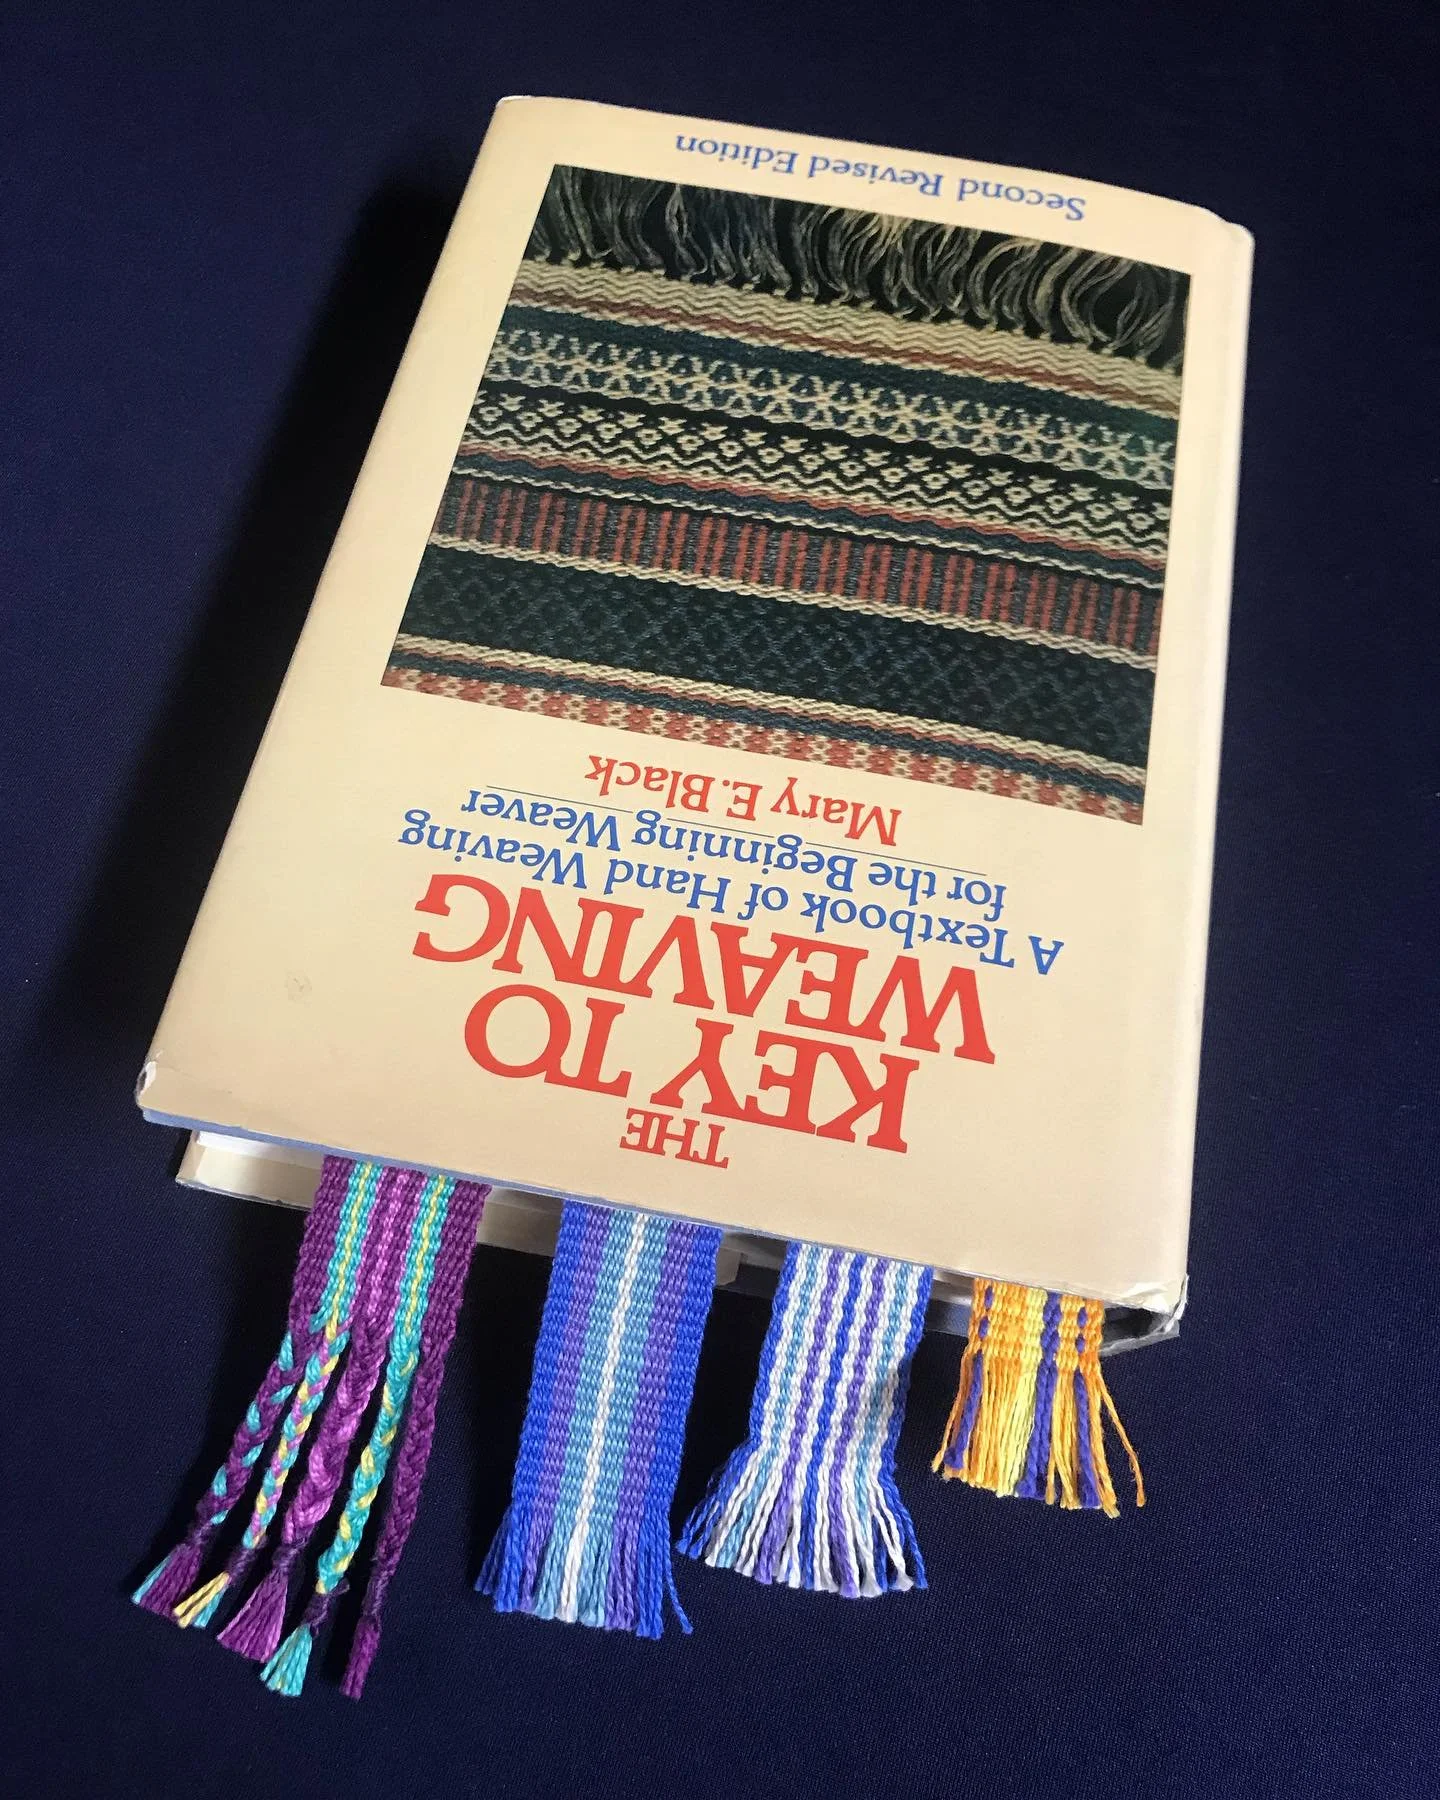 THE
KEY TO
WEAVING
A Textbook of Hand Weaving
for the Beginning Weaver
Mary E. Black
Second Revised Edition